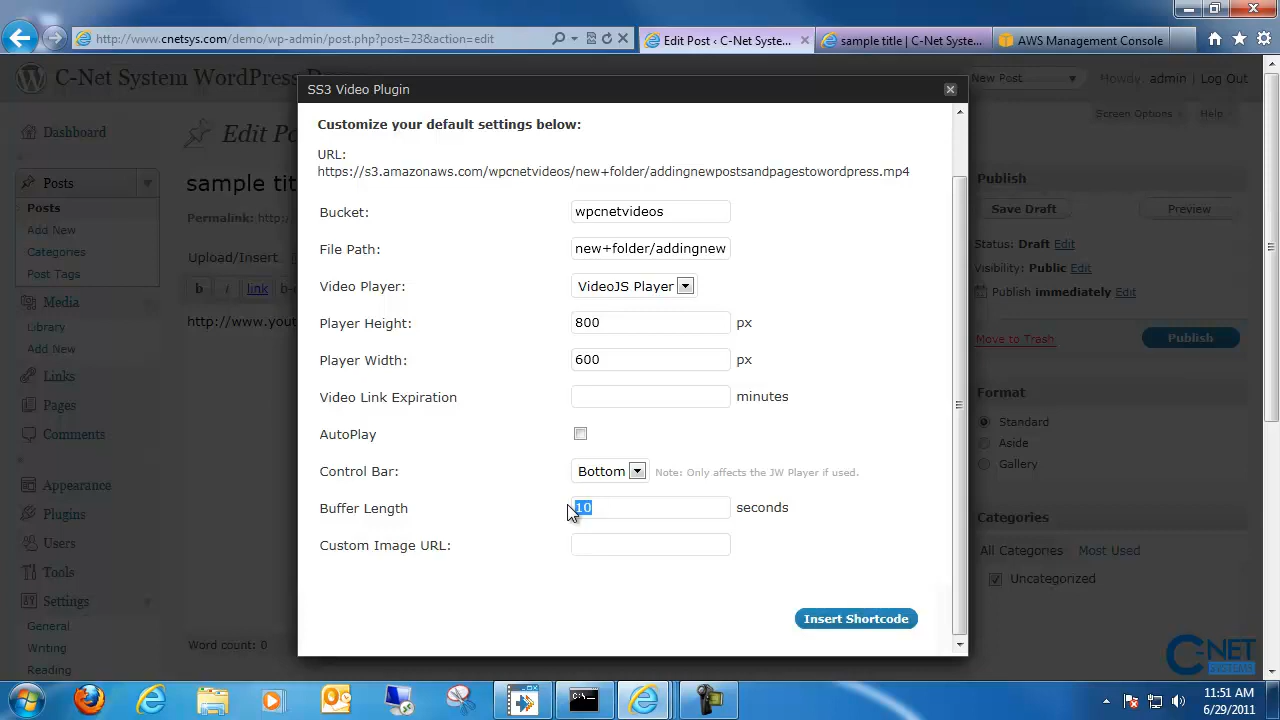 http://www.cnetsys.com/demo/wp-admin/post.php?post=23&action=edit
Edit Post ‹ C-Net Syste...
sample title | C-Net Syste...
AWS Management Console
C-Net System WordPress D
New Post
Howdy, admin | Log Out
Screen Options
Help
Dashboard
Posts
Posts
Add New
Categories
Post Tags
Media
Library
Add New
Links
Pages
Comments
Appearance
Plugins
Users
Tools
Settings
General
Writing
Reading
Edit Po
sample tit
Permalink: http:/
Upload/Insert
b
i
link
b-
http://www.yout
Word count: 0
SS3 Video Plugin
Customize your default settings below:
URL:
https://s3.amazonaws.com/wpcnetvideos/new+folder/addingnewpostsandpagestowordpress.mp4
Bucket: wpcnetvideos
File Path: new+folder/addingnew
Video Player: VideoJS Player
Player Height: 800 px
Player Width: 600 px
Video Link Expiration minutes
AutoPlay
Control Bar: Bottom Note: Only affects the JW Player if used.
Buffer Length 10 seconds
Custom Image URL:
Insert Shortcode
Publish
Save Draft
Preview
Status: Draft Edit
Visibility: Public Edit
Publish immediately Edit
Move to Trash
Publish
Format
Standard
Aside
Gallery
Categories
All Categories
Most Used
Uncategorized
C-NET
SYSTEMS
11:51 AM
6/29/2011